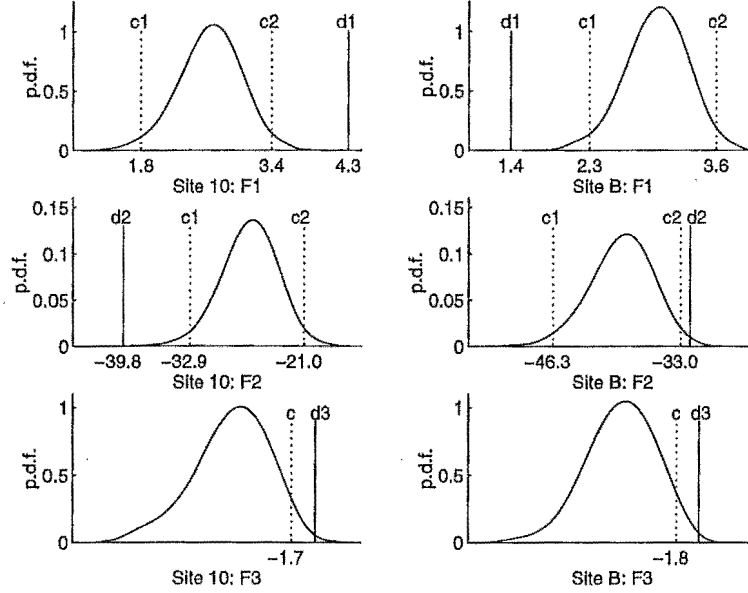 c1 c2 d1
p.d.f.
1
0.5
0
1.8 3.4 4.3
Site 10: F1
c1 c2 d1
p.d.f.
1
0.5
0
1.4 2.3 3.6
Site B: F1
d2 c1 c2
p.d.f.
0.15
0.1
0.05
0
-39.8 -32.9 -21.0
Site 10: F2
c1 c2 d2
p.d.f.
0.15
0.1
0.05
0
-46.3 -33.0
Site B: F2
c d3
p.d.f.
1
0.5
0
-1.7
Site 10: F3
c d3
p.d.f.
1
0.5
0
-1.8
Site B: F3